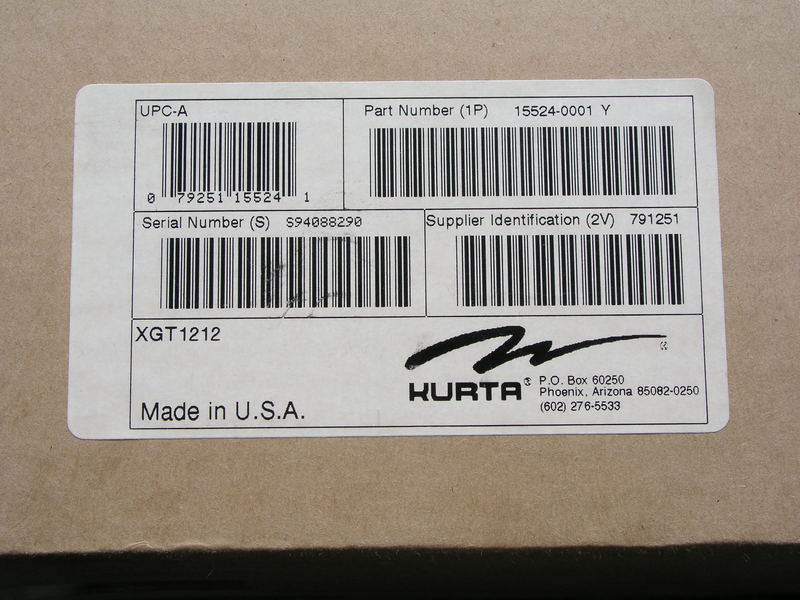 UPC-A
0 79251 15524 1
Part Number (1P) 15524-0001 Y
Serial Number (S) S94088290
Supplier Identification (2V) 791251
XGT1212
Made in U.S.A.
KURTA®
®
P.O. Box 60250
Phoenix, Arizona 85082-0250
(602) 276-5533